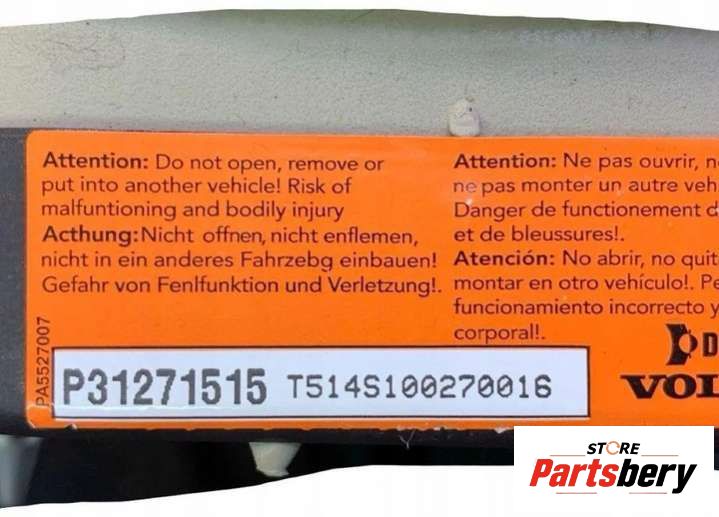 Attention: Do not open, remove or
put into another vehicle! Risk of
malfuntioning and bodily injury
Acthung:Nicht offnen, nicht enflemen,
nicht in ein anderes Fahrzebg einbauen!
Gefahr von Fenlfunktion und Verletzung!.
Attention: Ne pas ouvrir, n
ne pas monter un autre veh
Danger de functionement d
et de bleussures!.
Atención: No abrir, no quit
montar en otro vehículo!. Pe
funcionamiento incorrecto y
corporal!.
PA5527007
P31271515 T514S100270016
D
VOL
STORE
Partsbery